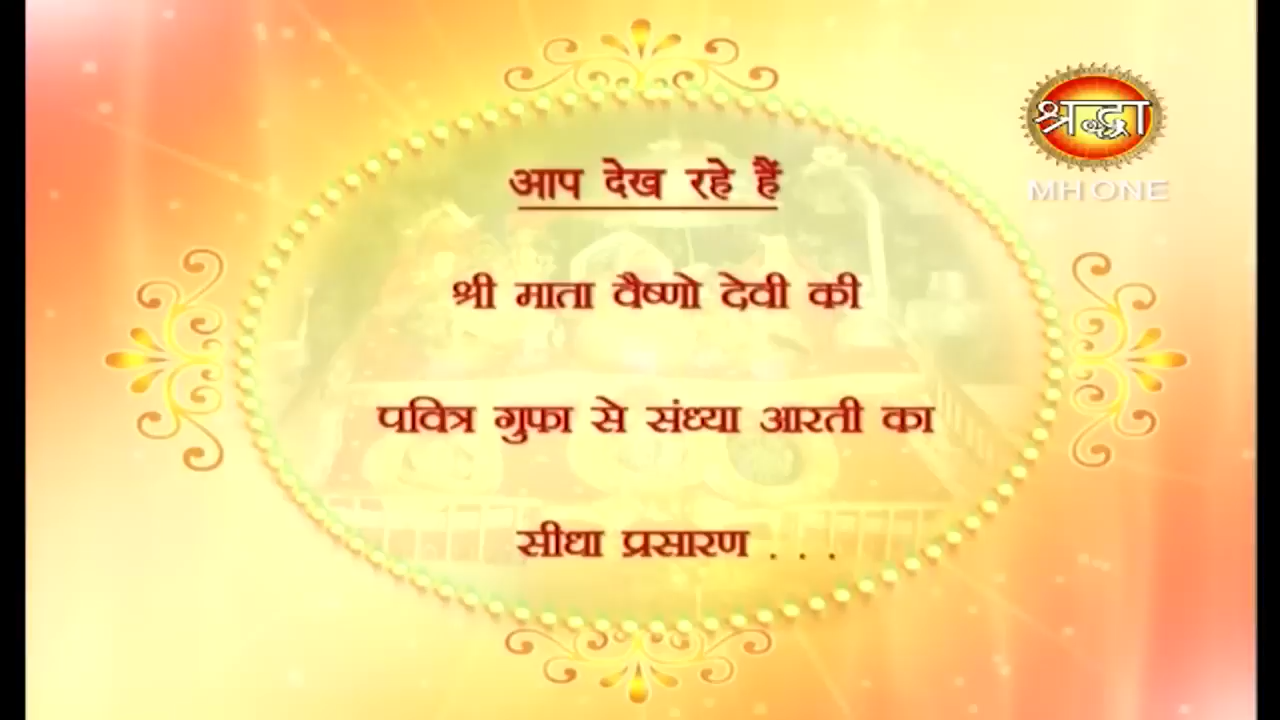 श्रद्धा
MH ONE
आप देख रहे हैं
श्री माता वैष्णो देवी की
पवित्र गुफा से संध्या आरती का
सीधा प्रसारण . . .